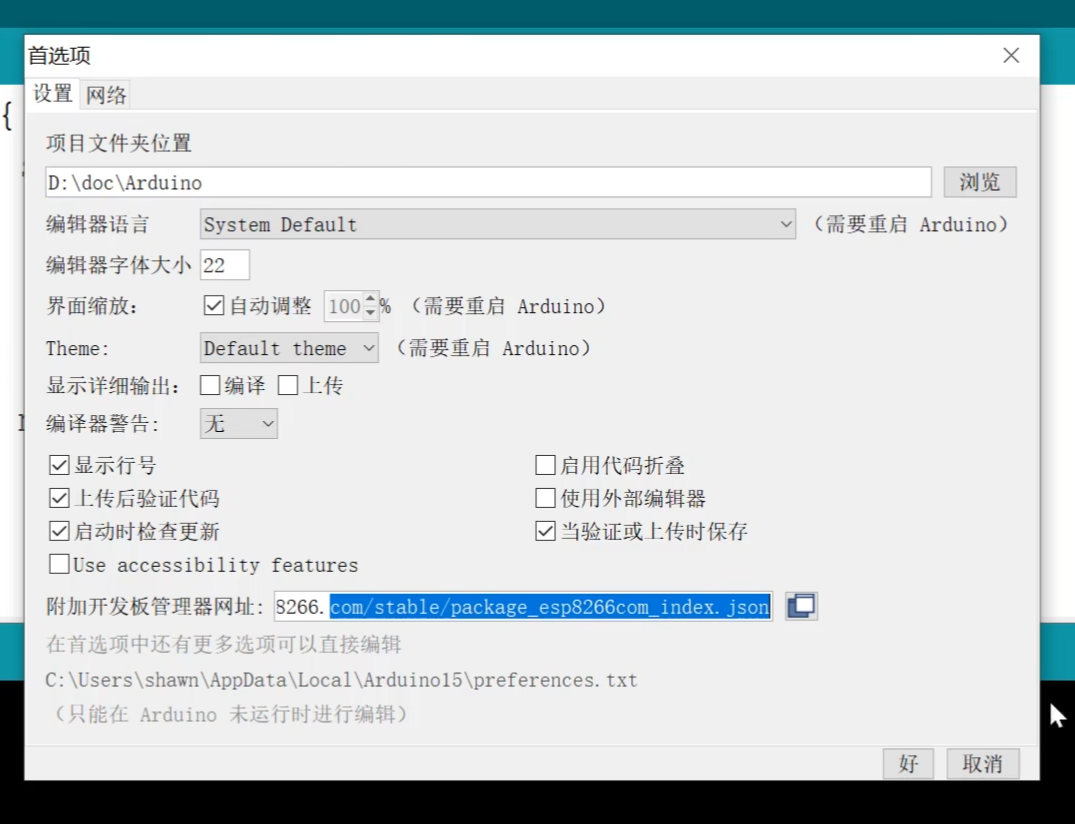 首选项
设置 网络
{
项目文件夹位置
D:\doc\Arduino 浏览
编辑器语言 System Default （需要重启 Arduino）
编辑器字体大小 22
界面缩放： 自动调整 100 % （需要重启 Arduino）
Theme: Default theme （需要重启 Arduino）
显示详细输出： 编译 上传
编译器警告: 无
显示行号 启用代码折叠
上传后验证代码 使用外部编辑器
启动时检查更新 当验证或上传时保存
Use accessibility features
附加开发板管理器网址: 8266.com/stable/package_esp8266com_index.json
在首选项中还有更多选项可以直接编辑
C:\Users\shawn\AppData\Local\Arduino15\preferences.txt
（只能在 Arduino 未运行时进行编辑）
好 取消